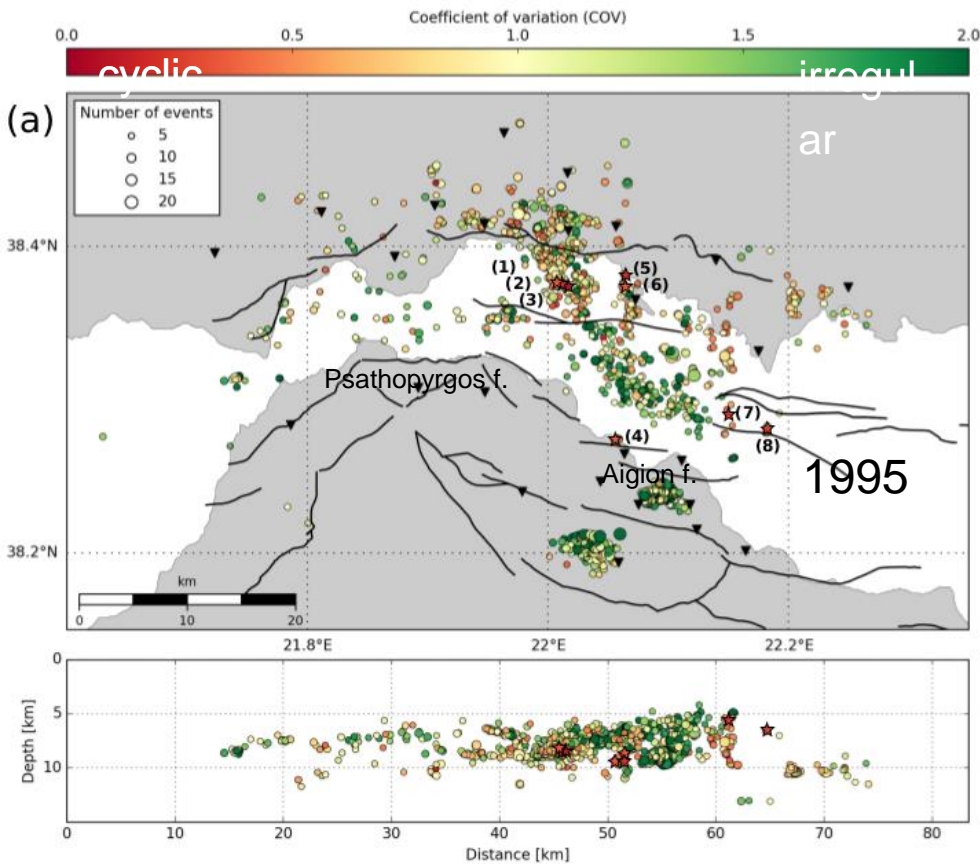 Coefficient of variation (COV)
0.0 0.5 1.0 1.5 2.0
cyclic
irregul
ar
(a)
Number of events
5
10
15
20
38.4°N
(1)
(2)
(3)
(5)
(6)
Psathopyrgos f.
(7)
(4)
(8)
Aigion f.
1995
38.2°N
km
0 10 20
21.8°E 22°E 22.2°E
0
5
10
Depth [km]
0 10 20 30 40 50 60 70 80
Distance [km]